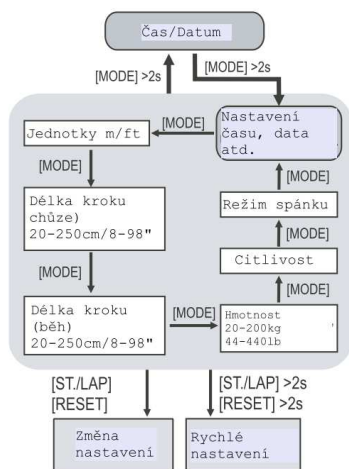 Čas/Datum
[MODE] >2s
[MODE] >2s
Nastavení
času, data
atd.
[MODE]
Jednotky m/ft
[MODE]
[MODE]
Délka kroku
chůze)
20-250cm/8-98"
Režim spánku
[MODE]
Citlivost
[MODE]
[MODE]
Délka kroku
(běh)
20-250cm/8-98"
[MODE]
Hmotnost
20-200kg
44-440lb
[ST./LAP]
[RESET]
[ST./LAP] >2s
[RESET] >2s
Změna
nastavení
Rychlé
nastavení